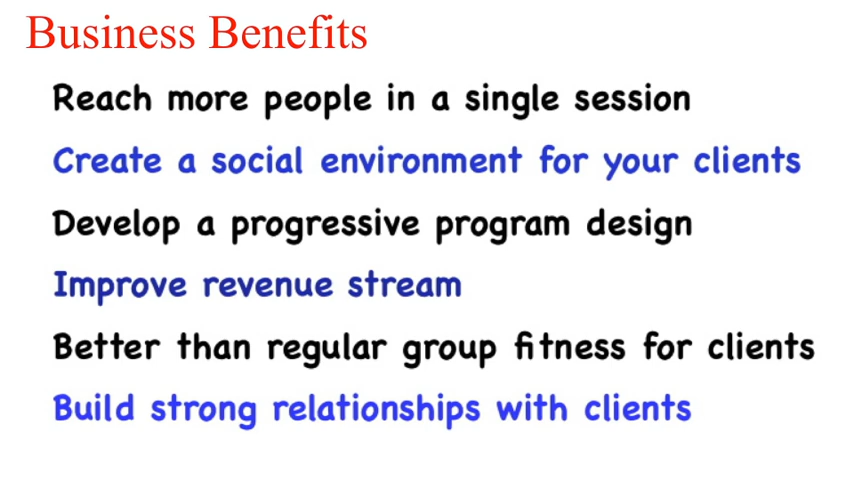 Business Benefits
Reach more people in a single session
Create a social environment for your clients
Develop a progressive program design
Improve revenue stream
Better than regular group fitness for clients
Build strong relationships with clients